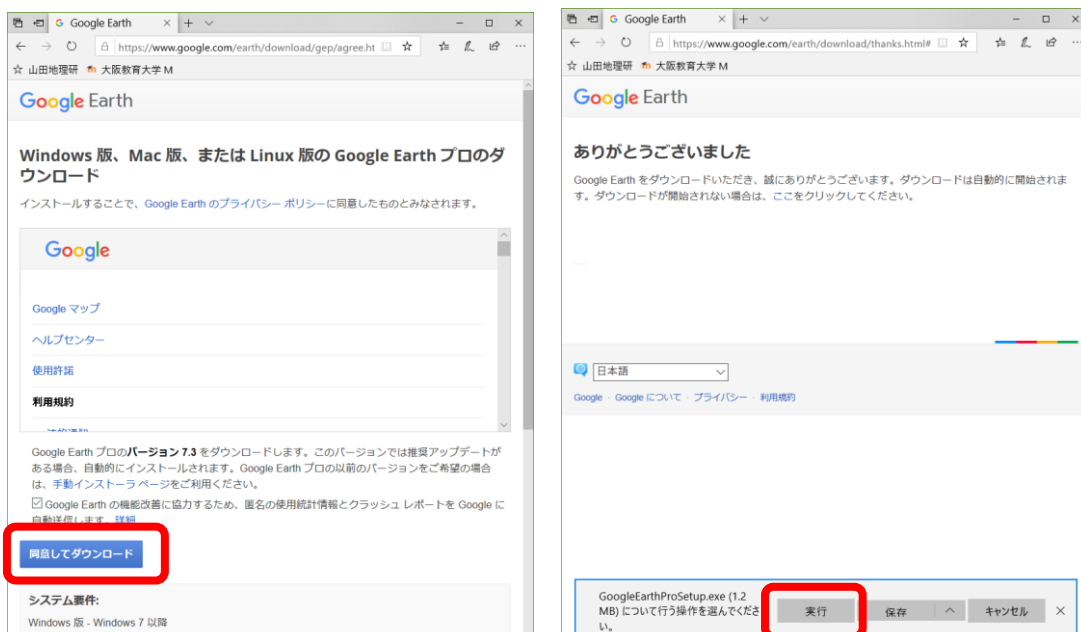 Google Earth
https://www.google.com/earth/download/gep/agree.ht
山田地理研 大阪教育大学 M
Google Earth
Windows 版、Mac 版、または Linux 版の Google Earth プロのダ
ウンロード
インストールすることで、Google Earth のプライバシー ポリシーに同意したものとみなされます。
Google
Google マップ
ヘルプセンター
使用許諾
利用規約
法的通知
Google Earth プロのバージョン 7.3 をダウンロードします。このバージョンでは推奨アップデートが
ある場合、自動的にインストールされます。Google Earth プロの以前のバージョンをご希望の場合
は、手動インストーラ ページをご利用ください。
Google Earth の機能改善に協力するため、匿名の使用統計情報とクラッシュ レポートを Google に
自動送信します。詳細
同意してダウンロード
システム要件:
Windows 版 - Windows 7 以降
Google Earth
https://www.google.com/earth/download/thanks.html#
山田地理研 大阪教育大学 M
Google Earth
ありがとうございました
Google Earth をダウンロードいただき、誠にありがとうございます。ダウンロードは自動的に開始されま
す。ダウンロードが開始されない場合は、ここをクリックしてください。
日本語
Google · Google について · プライバシー · 利用規約
GoogleEarthProSetup.exe (1.2
MB) について行う操作を選んでくださ
い。
実行
保存
キャンセル